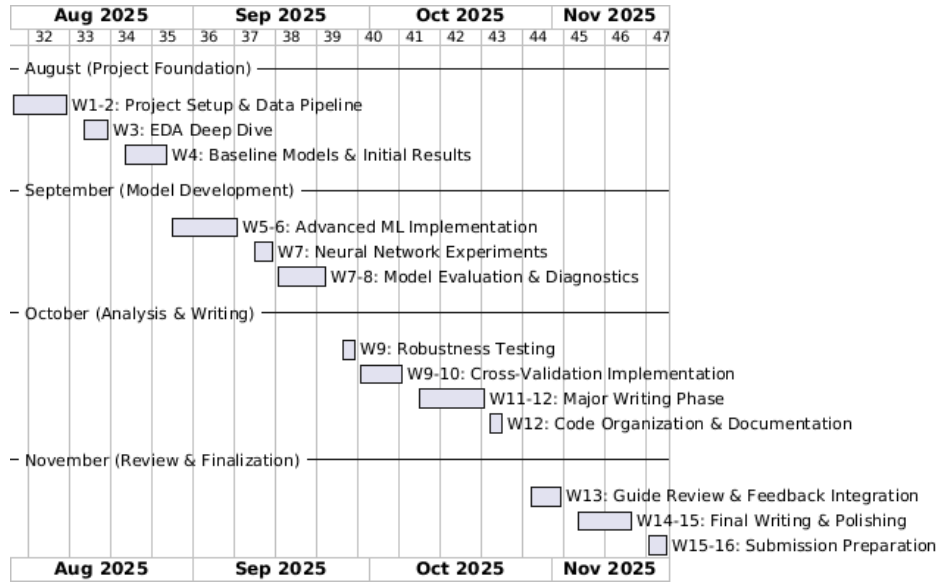 Aug 2025 Sep 2025 Oct 2025 Nov 2025
32 33 34 35 36 37 38 39 40 41 42 43 44 45 46 47
August (Project Foundation)
W1-2: Project Setup & Data Pipeline
W3: EDA Deep Dive
W4: Baseline Models & Initial Results
September (Model Development)
W5-6: Advanced ML Implementation
W7: Neural Network Experiments
W7-8: Model Evaluation & Diagnostics
October (Analysis & Writing)
W9: Robustness Testing
W9-10: Cross-Validation Implementation
W11-12: Major Writing Phase
W12: Code Organization & Documentation
November (Review & Finalization)
W13: Guide Review & Feedback Integration
W14-15: Final Writing & Polishing
W15-16: Submission Preparation
Aug 2025 Sep 2025 Oct 2025 Nov 2025